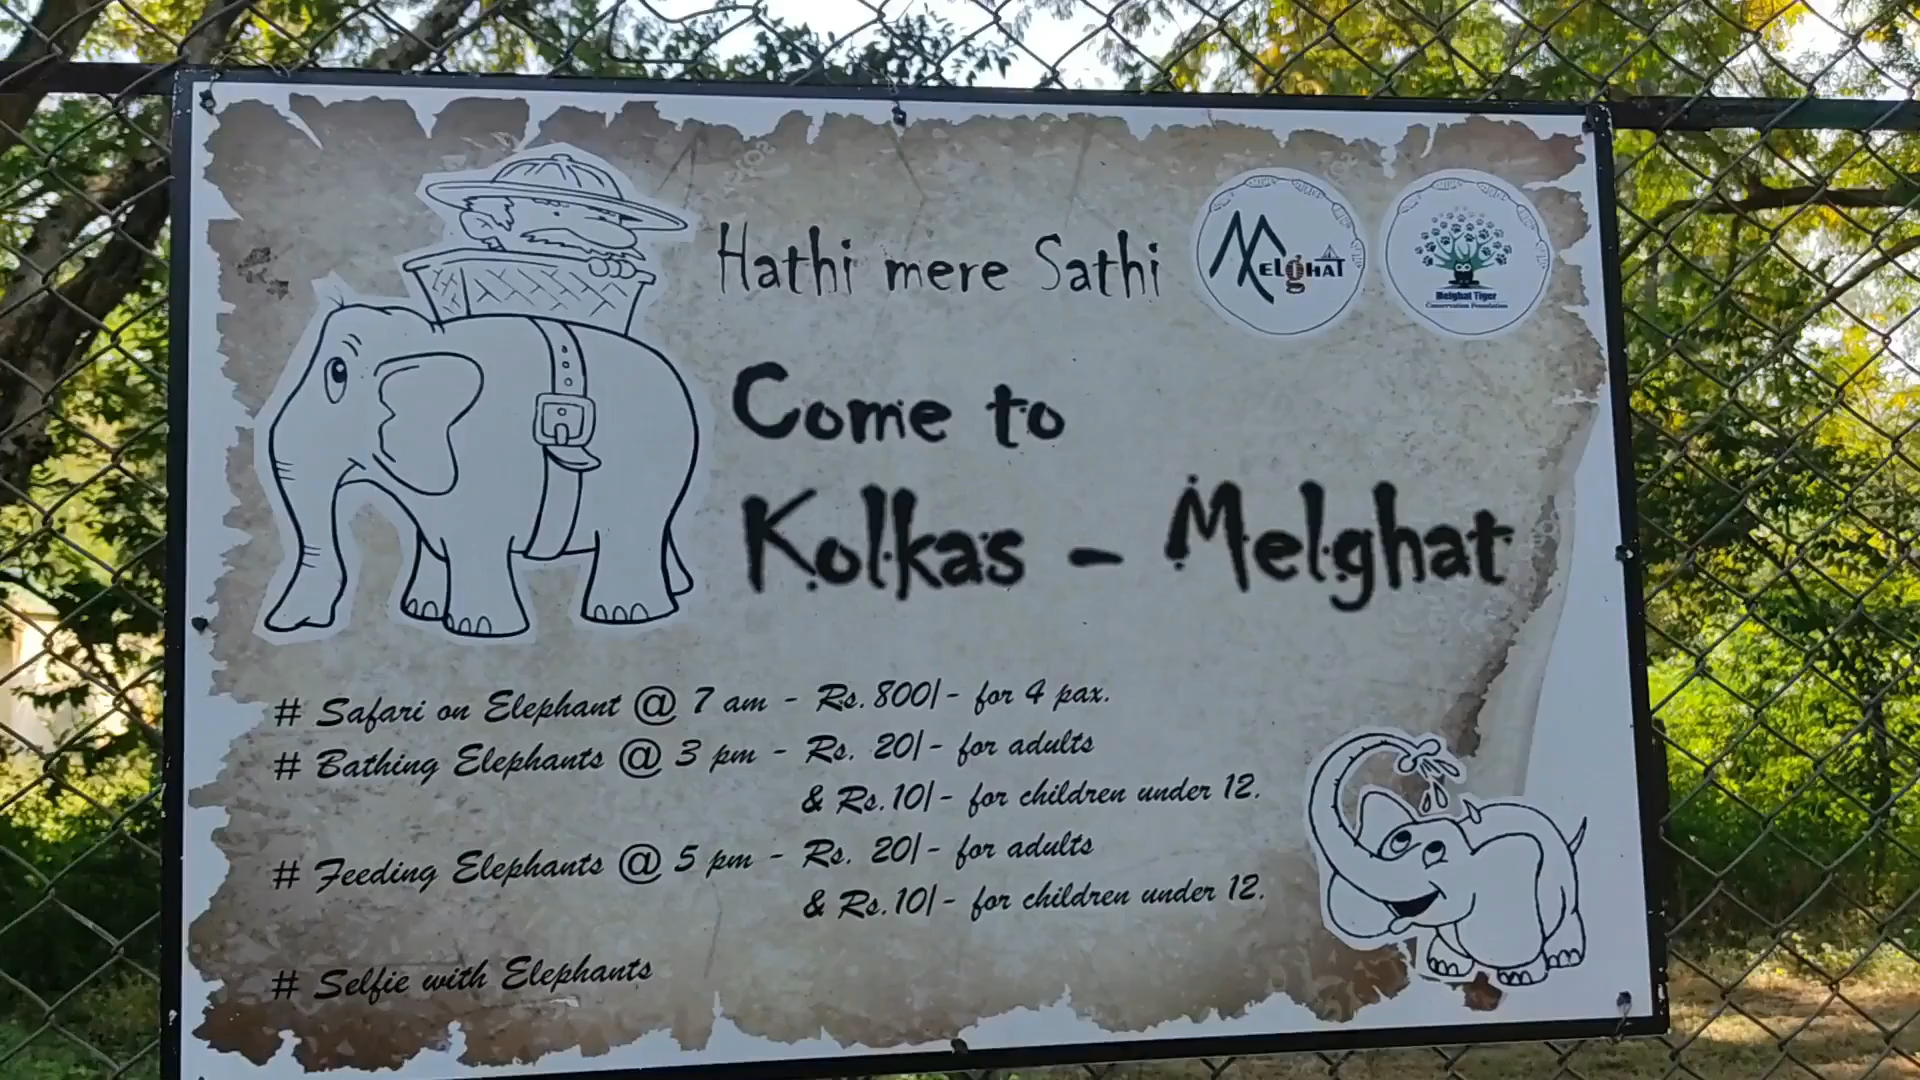 Hathi mere Sathi
MELGHAT
Melghat Tiger
Conservation Foundation
Come to
Kolkas - Melghat
# Safari on Elephant @ 7 am - Rs. 800/- for 4 pax.
# Bathing Elephants @ 3 pm - Rs. 20/- for adults
& Rs. 10/- for children under 12.
# Feeding Elephants @ 5 pm - Rs. 20/- for adults
& Rs. 10/- for children under 12.
# Selfie with Elephants